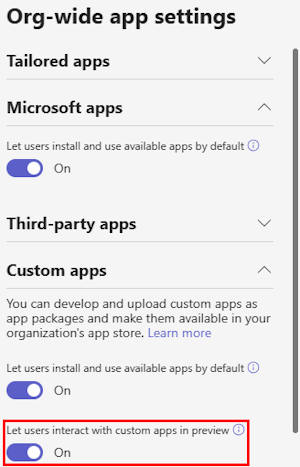 Org-wide app settings
Tailored apps
Microsoft apps
Let users install and use available apps by default
On
Third-party apps
Custom apps
You can develop and upload custom apps as
app packages and make them available in your
organization's app store. Learn more
Let users install and use available apps by default
On
Let users interact with custom apps in preview
On